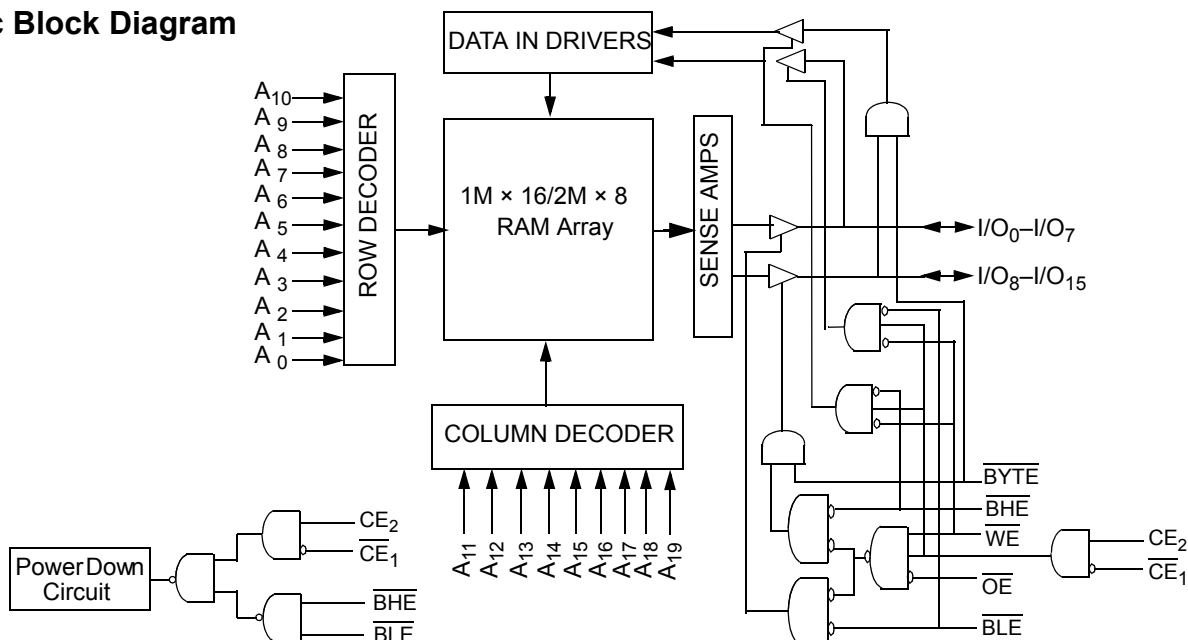 c Block Diagram
DATA IN DRIVERS
A10
A9
A8
A7
A6
A5
A4
A3
A2
A1
A0
ROW DECODER
1M × 16/2M × 8
RAM Array
SENSE AMPS
I/O0–I/O7
I/O8–I/O15
COLUMN DECODER
A11
A12
A13
A14
A15
A16
A17
A18
A19
BYTE
BHE
WE
CE2
CE1
OE
BLE
Power Down
Circuit
CE2
CE1
BHE
BLE